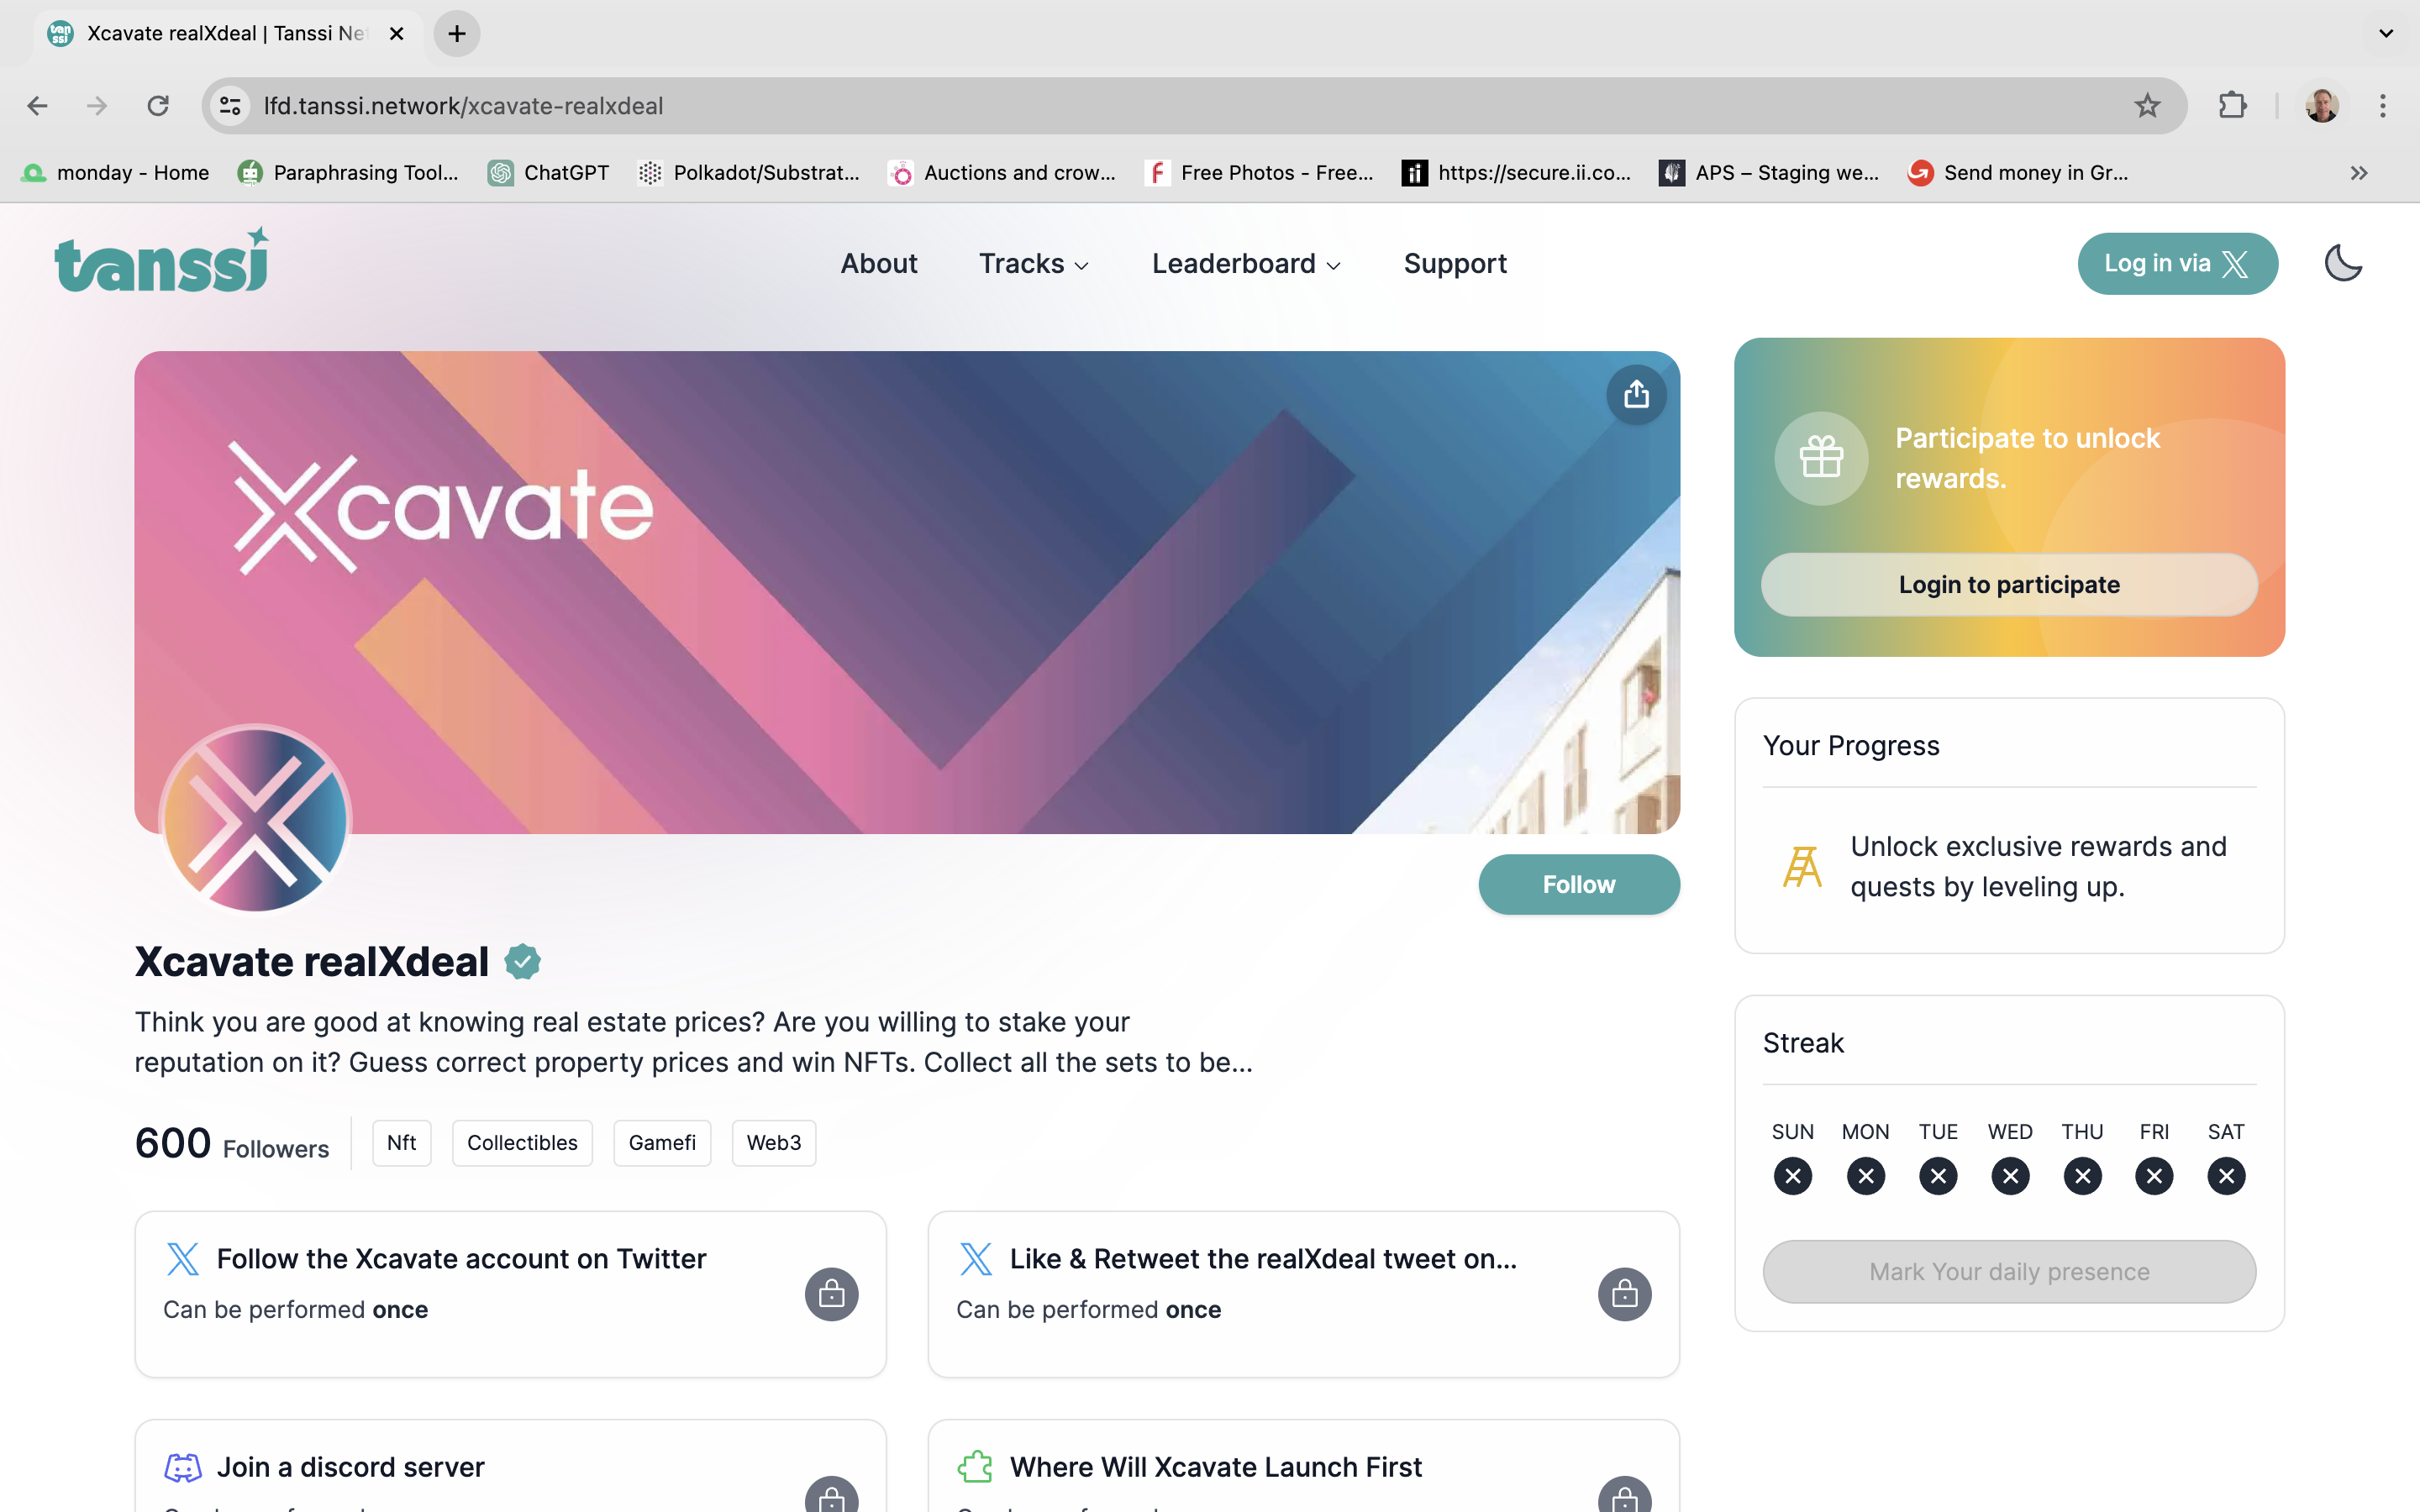 Xcavate realXdeal | Tanssi Ne
lfd.tanssi.network/xcavate-realxdeal
monday - Home
Paraphrasing Tool...
ChatGPT
Polkadot/Substrat...
Auctions and crow...
Free Photos - Free...
https://secure.ii.co...
APS – Staging we...
Send money in Gr...
tanssi
About
Tracks
Leaderboard
Support
Log in via X
Xcavate
Participate to unlock
rewards.
Login to participate
Your Progress
Unlock exclusive rewards and
quests by leveling up.
Follow
Xcavate realXdeal
Think you are good at knowing real estate prices? Are you willing to stake your
reputation on it? Guess correct property prices and win NFTs. Collect all the sets to be...
600 Followers
Nft
Collectibles
Gamefi
Web3
Streak
SUN MON TUE WED THU FRI SAT
Mark Your daily presence
Follow the Xcavate account on Twitter
Can be performed once
Like & Retweet the realXdeal tweet on...
Can be performed once
Join a discord server
Where Will Xcavate Launch First